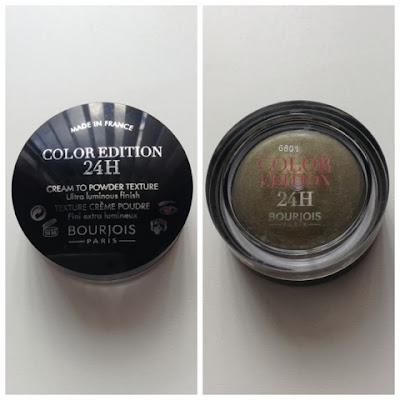 MADE IN FRANCE
COLOR EDITION
24H
CREAM TO POWDER TEXTURE
Ultra luminous finish
TEXTURE CRÈME POUDRE
Fini extra lumineux
BOURJOIS
PARIS
COLOR
EDITION
24H
BOURJOIS
PARIS